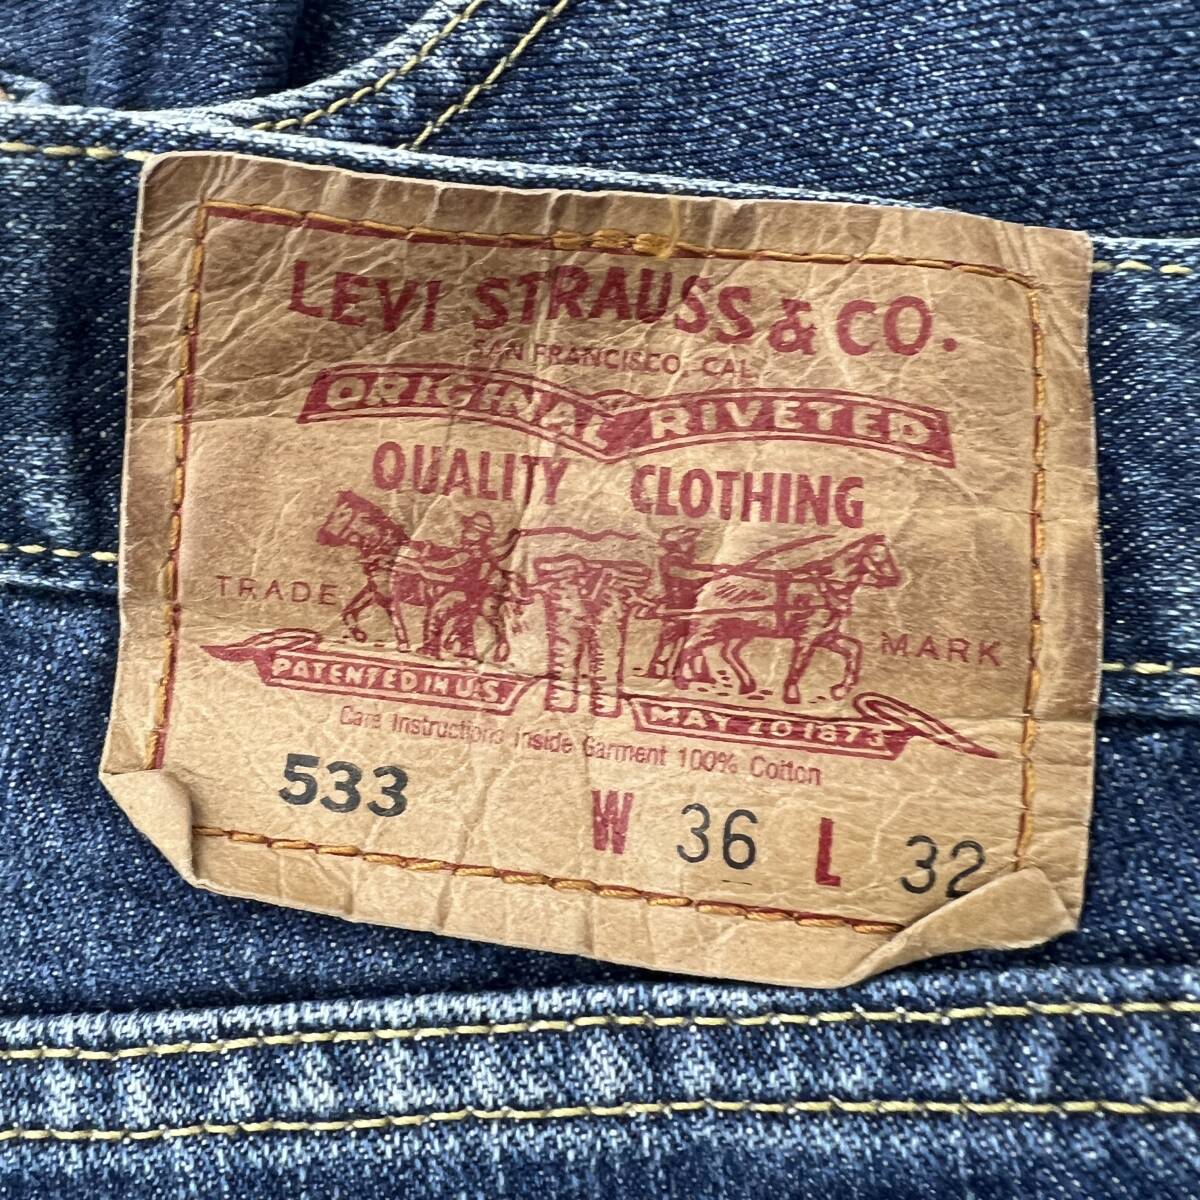 LEVI STRAUSS & CO.
SAN FRANCISCO, CAL.
ORIGINAL RIVETED
QUALITY CLOTHING
TRADE MARK
PATENTED IN U.S. MAY 20 1873
Care Instructions Inside Garment 100% Cotton
533 W 36 L 32